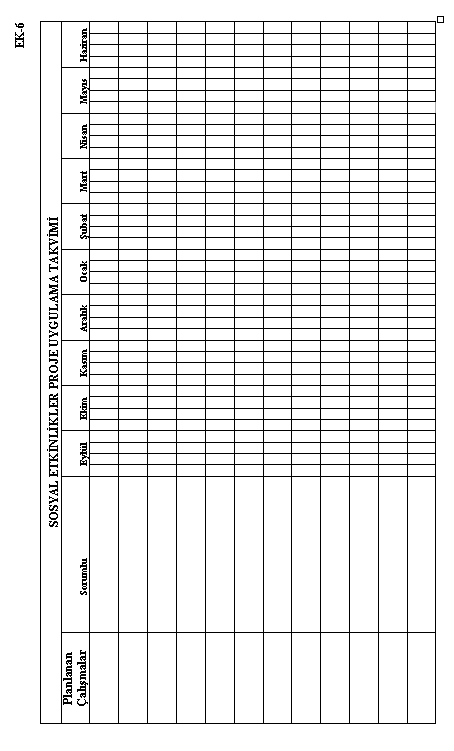 EK-6
SOSYAL ETKİNLİKLER PROJE UYGULAMA TAKVİMİ
Planlanan
Çalışmalar
Sorumlu
Eylül
Ekim
Kasım
Aralık
Ocak
Şubat
Mart
Nisan
Mayıs
Haziran